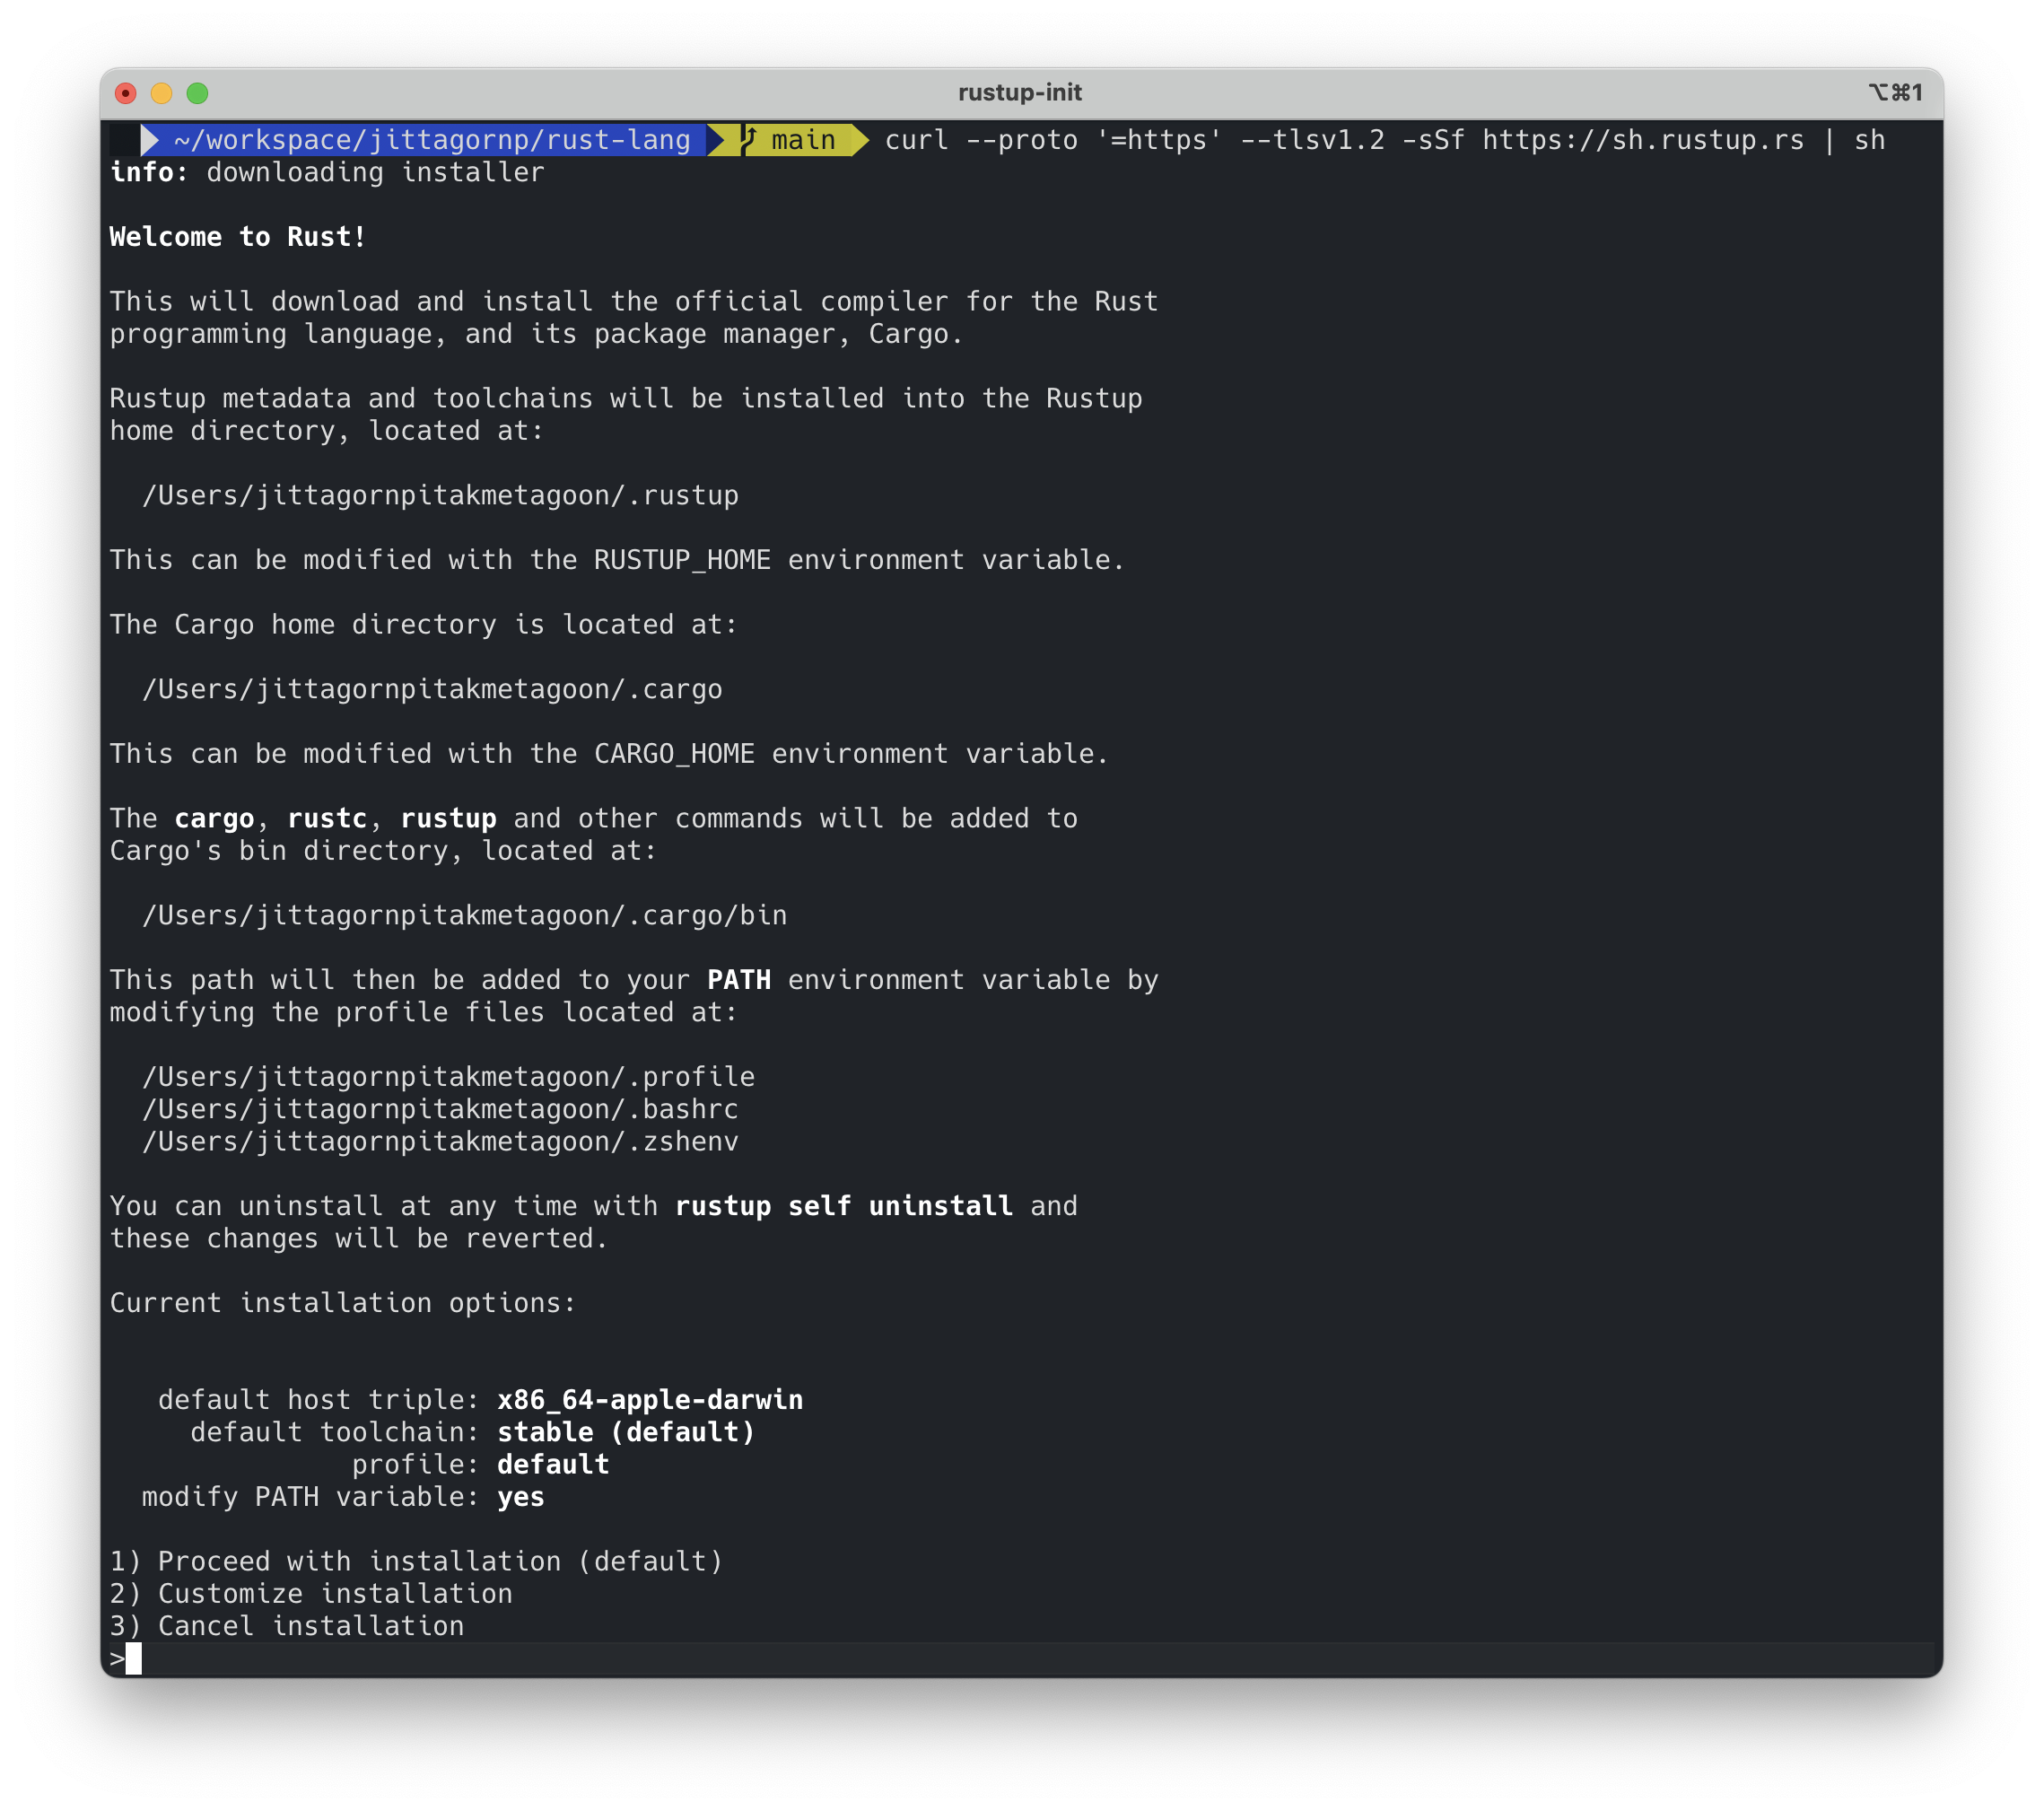 rustup-init
⌥⌘1
~/workspace/jittagornp/rust-lang main curl --proto '=https' --tlsv1.2 -sSf https://sh.rustup.rs | sh
info: downloading installer
Welcome to Rust!
This will download and install the official compiler for the Rust
programming language, and its package manager, Cargo.
Rustup metadata and toolchains will be installed into the Rustup
home directory, located at:
/Users/jittagornpitakmetagoon/.rustup
This can be modified with the RUSTUP_HOME environment variable.
The Cargo home directory is located at:
/Users/jittagornpitakmetagoon/.cargo
This can be modified with the CARGO_HOME environment variable.
The cargo, rustc, rustup and other commands will be added to
Cargo's bin directory, located at:
/Users/jittagornpitakmetagoon/.cargo/bin
This path will then be added to your PATH environment variable by
modifying the profile files located at:
/Users/jittagornpitakmetagoon/.profile
/Users/jittagornpitakmetagoon/.bashrc
/Users/jittagornpitakmetagoon/.zshenv
You can uninstall at any time with rustup self uninstall and
these changes will be reverted.
Current installation options:
default host triple: x86_64-apple-darwin
default toolchain: stable (default)
profile: default
modify PATH variable: yes
1) Proceed with installation (default)
2) Customize installation
3) Cancel installation
>